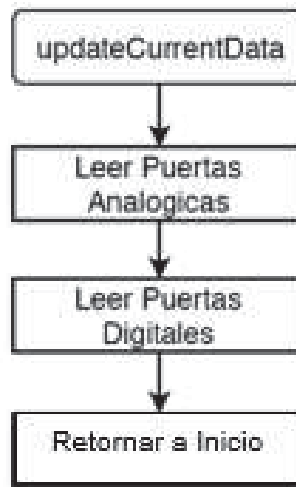 updateCurrentData
Leer Puertas
Analogicas
Leer Puertas
Digitales
Retornar a Inicio